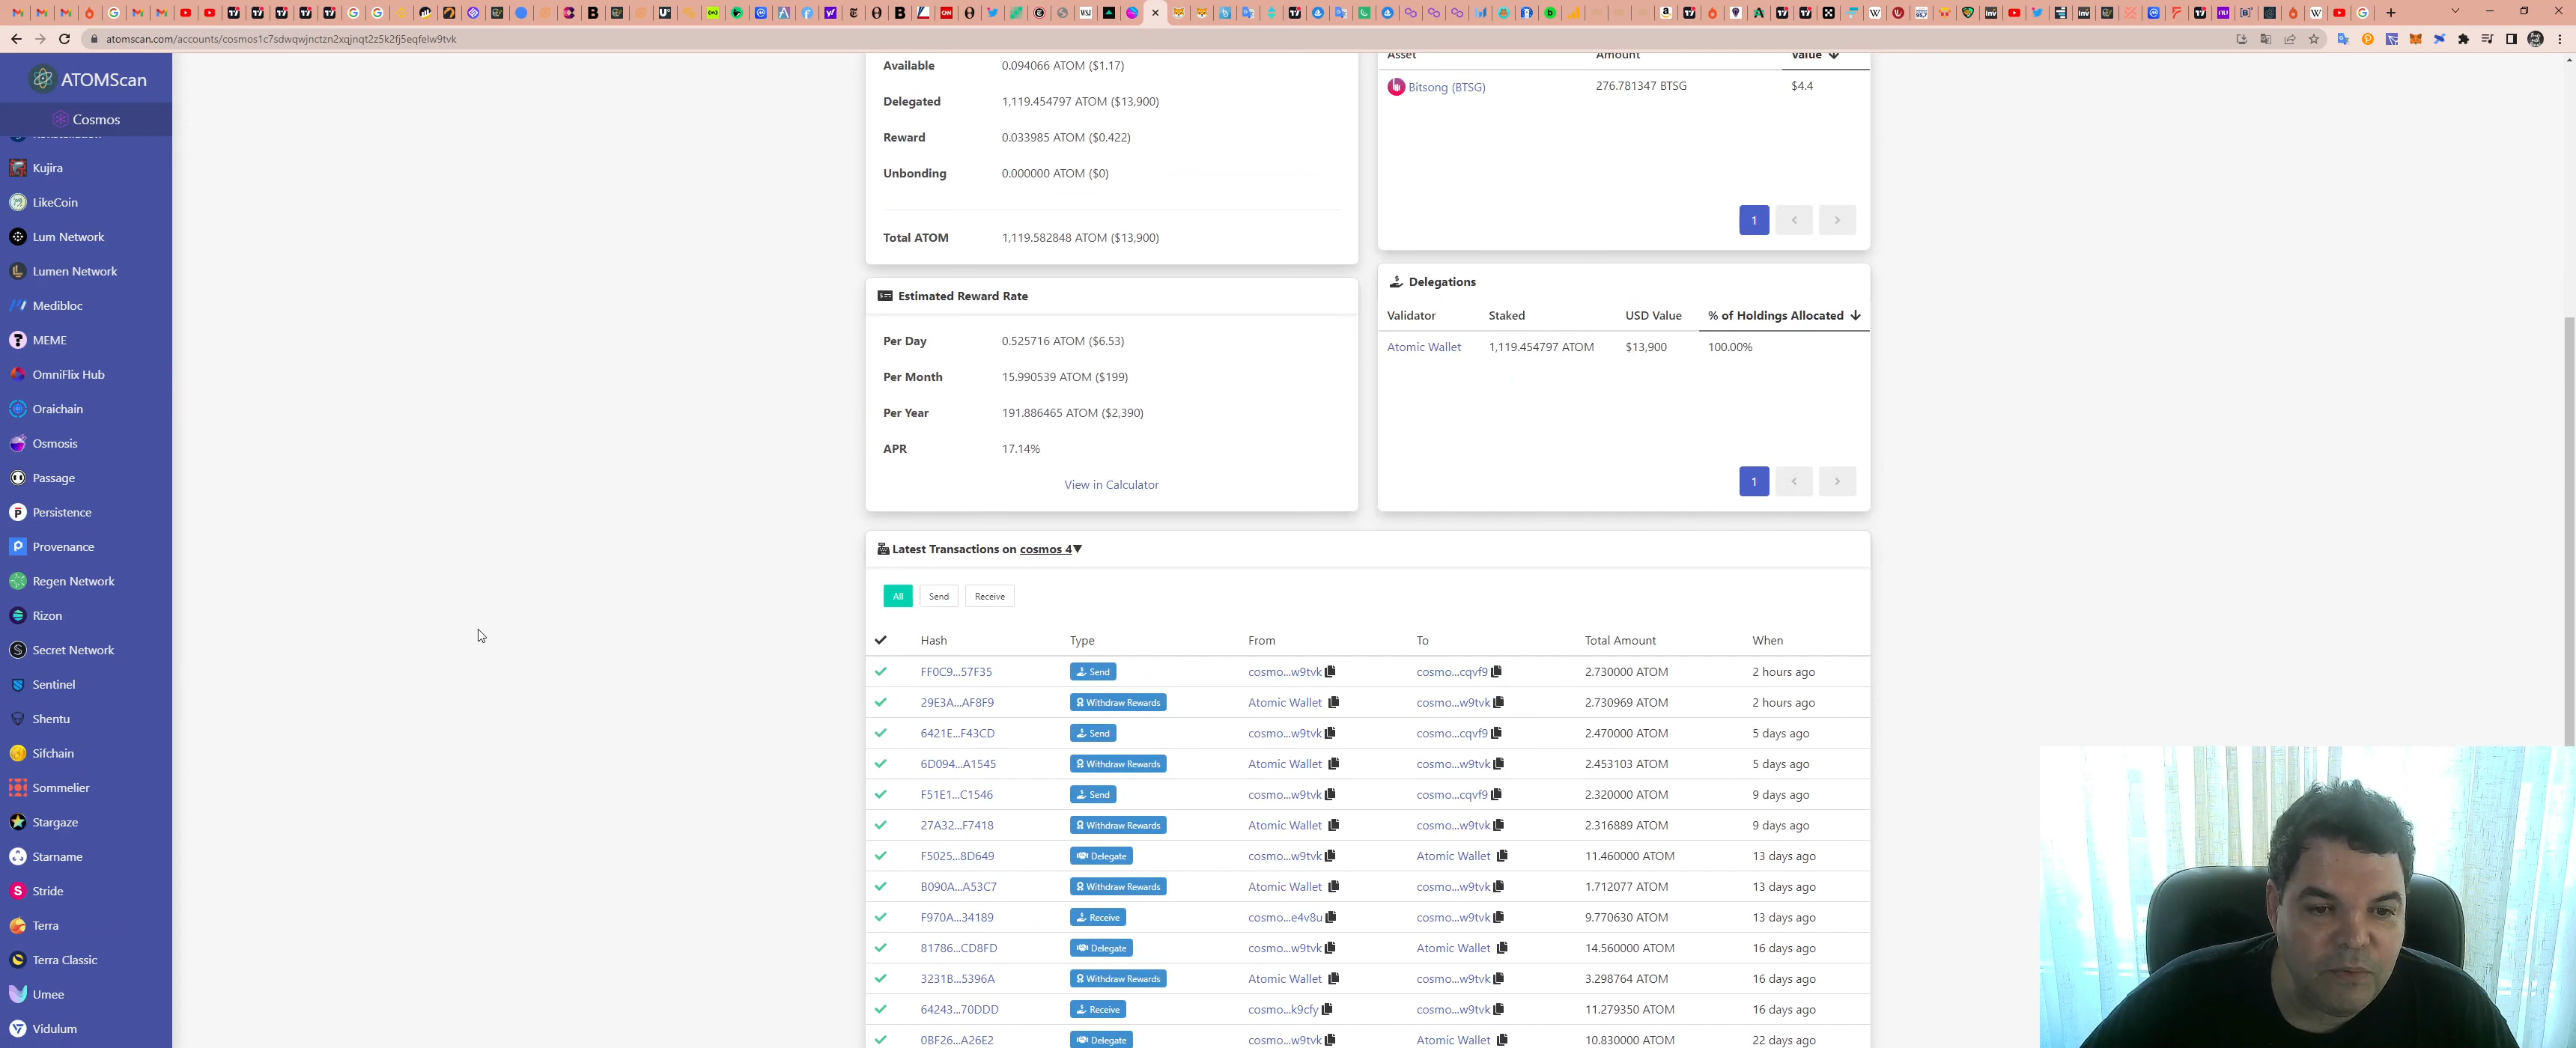 atomscan.com/accounts/cosmos1c7sdwqwjnctzn2xqjnqt2z5k2fj5eqfelw9tvk
ATOMScan
Cosmos
Kujira
LikeCoin
Lum Network
Lumen Network
Medibloc
MEME
OmniFlix Hub
Oraichain
Osmosis
Passage
Persistence
Provenance
Regen Network
Rizon
Secret Network
Sentinel
Shentu
Sifchain
Sommelier
Stargaze
Starname
Stride
Terra
Terra Classic
Umee
Vidulum
Available 0.094066 ATOM ($1.17)
Delegated 1,119.454797 ATOM ($13,900)
Reward 0.033985 ATOM ($0.422)
Unbonding 0.000000 ATOM ($0)
Total ATOM 1,119.582848 ATOM ($13,900)
Asset Amount Value
Bitsong (BTSG) 276.781347 BTSG $4.4
1
Estimated Reward Rate
Per Day 0.525716 ATOM ($6.53)
Per Month 15.990539 ATOM ($199)
Per Year 191.886465 ATOM ($2,390)
APR 17.14%
View in Calculator
Delegations
Validator Staked USD Value % of Holdings Allocated
Atomic Wallet 1,119.454797 ATOM $13,900 100.00%
1
Latest Transactions on cosmos 4▼
All Send Receive
Hash Type From To Total Amount When
FF0C9...57F35 Send cosmo...w9tvk cosmo...cqvf9 2.730000 ATOM 2 hours ago
29E3A...AF8F9 Withdraw Rewards Atomic Wallet cosmo...w9tvk 2.730969 ATOM 2 hours ago
6421E...F43CD Send cosmo...w9tvk cosmo...cqvf9 2.470000 ATOM 5 days ago
6D094...A1545 Withdraw Rewards Atomic Wallet cosmo...w9tvk 2.453103 ATOM 5 days ago
F51E1...C1546 Send cosmo...w9tvk cosmo...cqvf9 2.320000 ATOM 9 days ago
27A32...F7418 Withdraw Rewards Atomic Wallet cosmo...w9tvk 2.316889 ATOM 9 days ago
F5025...8D649 Delegate cosmo...w9tvk Atomic Wallet 11.460000 ATOM 13 days ago
B090A...A53C7 Withdraw Rewards Atomic Wallet cosmo...w9tvk 1.712077 ATOM 13 days ago
F970A...34189 Receive cosmo...e4v8u cosmo...w9tvk 9.770630 ATOM 13 days ago
81786...CD8FD Delegate cosmo...w9tvk Atomic Wallet 14.560000 ATOM 16 days ago
3231B...5396A Withdraw Rewards Atomic Wallet cosmo...w9tvk 3.298764 ATOM 16 days ago
64243...70DDD Receive cosmo...k9cfy cosmo...w9tvk 11.279350 ATOM 16 days ago
0BF26...A26E2 Delegate cosmo...w9tvk Atomic Wallet 10.830000 ATOM 22 days ago